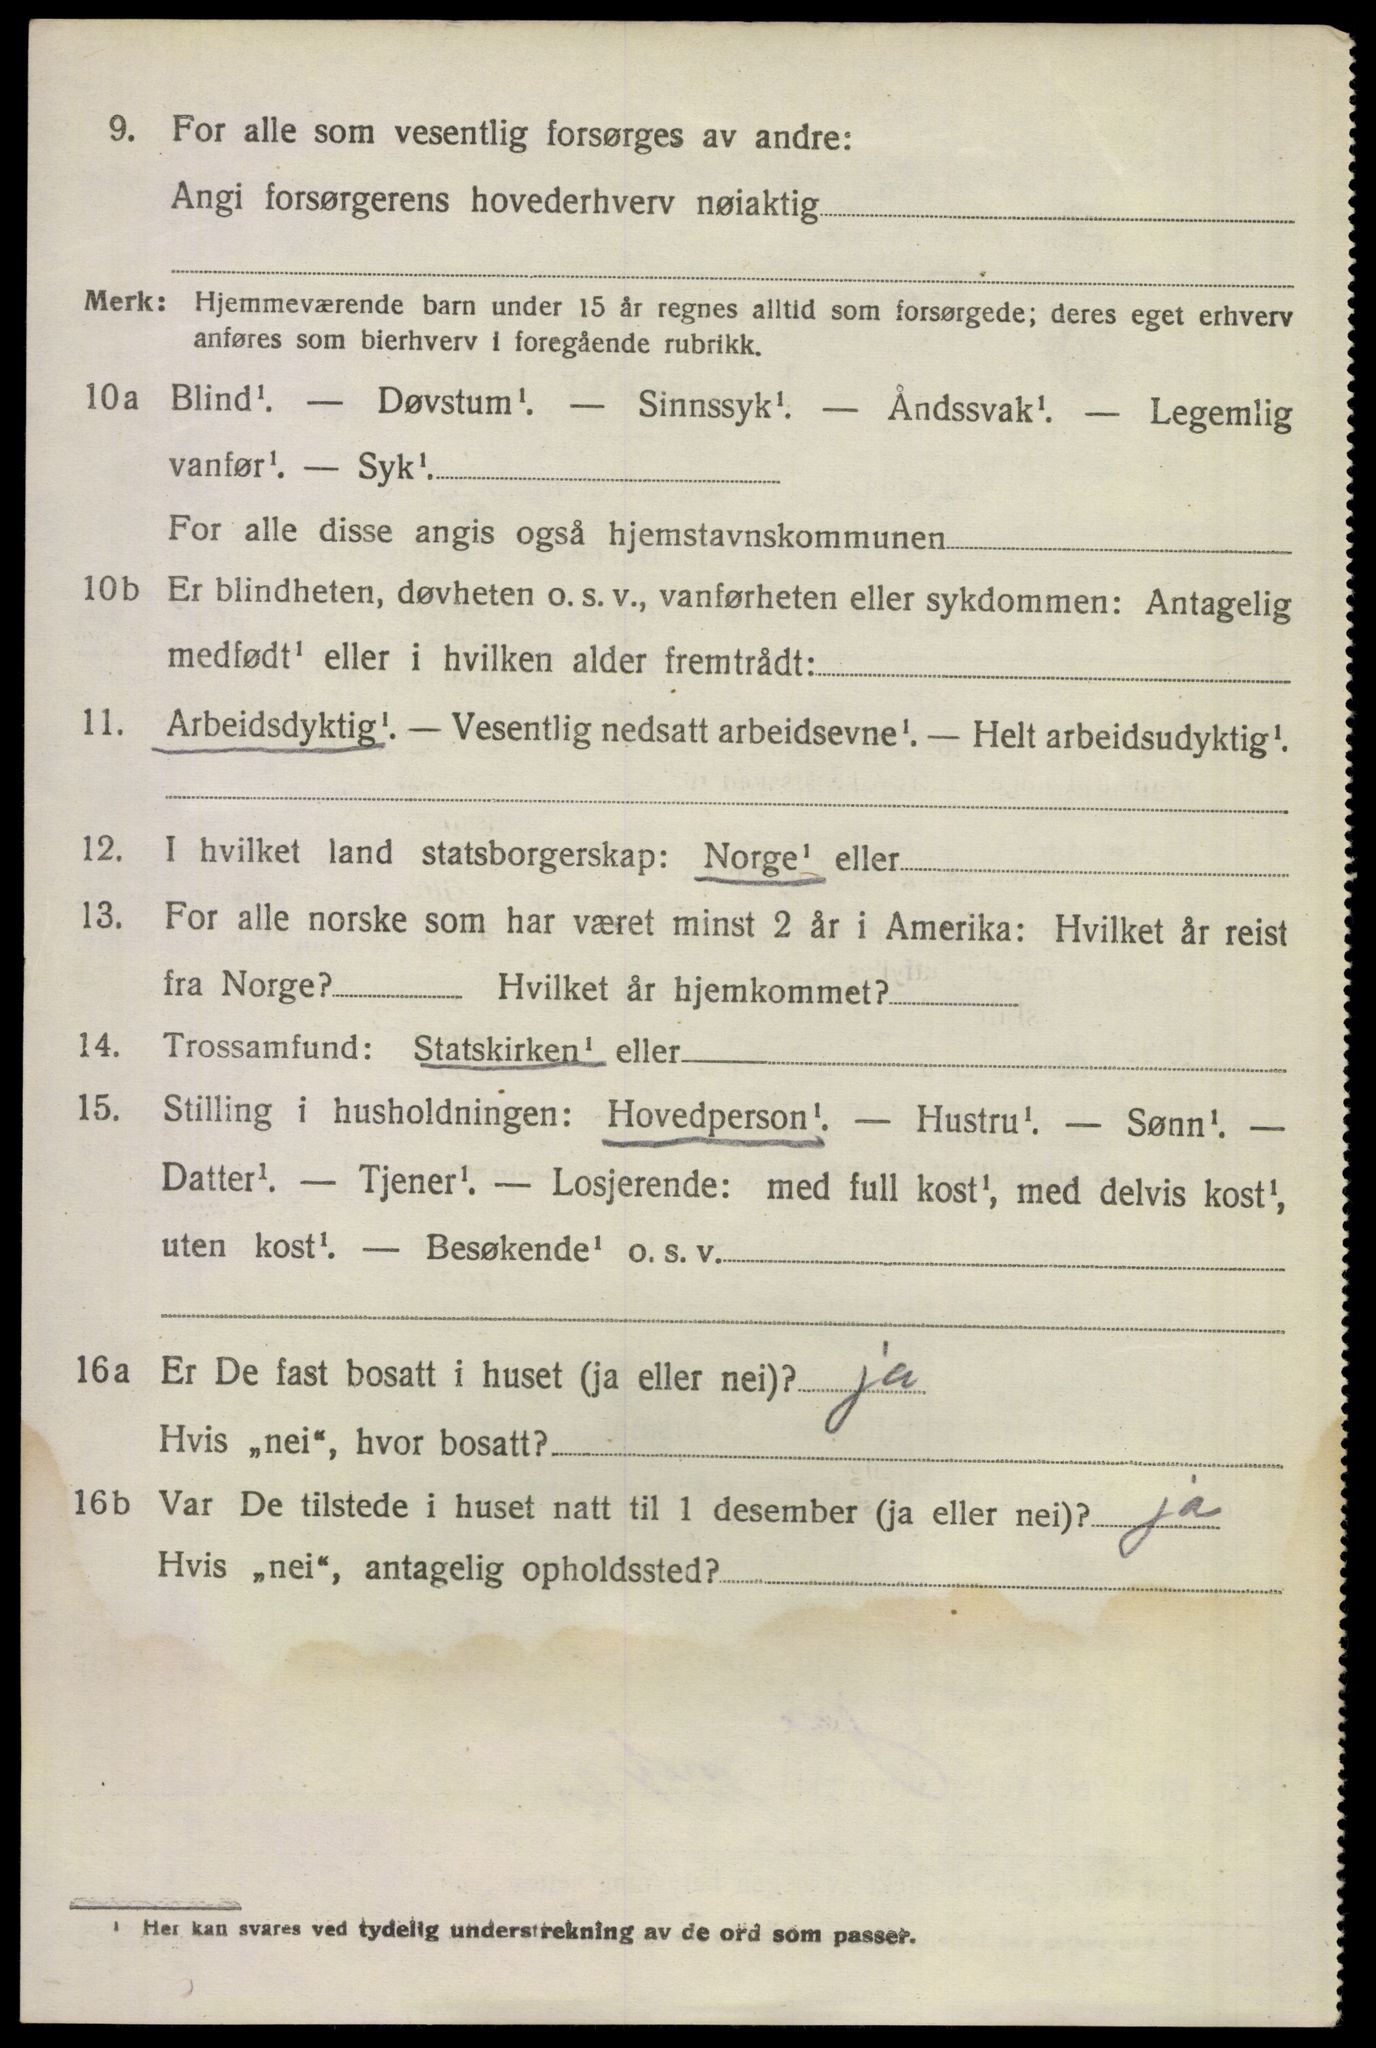 9. For alle som vesentlig forsørges av andre:
Angi forsørgerens hovederhverv nøiaktig
Merk: Hjemmeværende barn under 15 år regnes alltid som forsørgede; deres eget erhverv
anføres som bierhverv i foregående rubrikk.
10a Blind¹. — Døvstum¹. — Sinnssyk¹. — Åndssvak¹. — Legemlig
vanfør¹. — Syk¹.
For alle disse angis også hjemstavnskommunen
10b Er blindheten, døvheten o. s. v., vanførheten eller sykdommen: Antagelig
medfødt¹ eller i hvilken alder fremtrådt:
11. Arbeidsdyktig¹. — Vesentlig nedsatt arbeidsevne¹. — Helt arbeidsudyktig¹.
12. I hvilket land statsborgerskap: Norge¹ eller
13. For alle norske som har været minst 2 år i Amerika: Hvilket år reist
fra Norge? Hvilket år hjemkommet?
14. Trossamfund: Statskirken¹ eller
15. Stilling i husholdningen: Hovedperson¹. — Hustru¹. — Sønn¹. —
Datter¹. — Tjener¹. — Losjerende: med full kost¹, med delvis kost¹,
uten kost¹. — Besøkende¹ o. s. v.
16a Er De fast bosatt i huset (ja eller nei)? ja
Hvis „nei“, hvor bosatt?
16b Var De tilstede i huset natt til 1 desember (ja eller nei)? ja
Hvis „nei“, antagelig opholdssted?
¹ Her kan svares ved tydelig understrekning av de ord som passer.